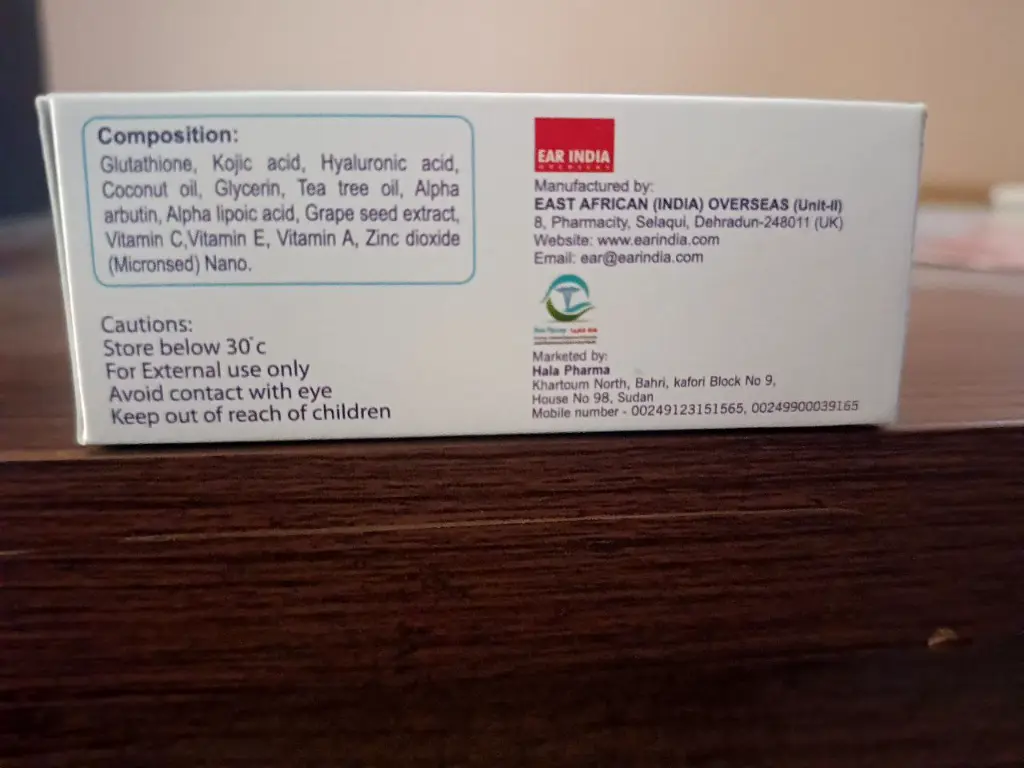 Composition:
Glutathione, Kojic acid, Hyaluronic acid,
Coconut oil, Glycerin, Tea tree oil, Alpha
arbutin, Alpha lipoic acid, Grape seed extract,
Vitamin C,Vitamin E, Vitamin A, Zinc dioxide
(Micronsed) Nano.
Cautions:
Store below 30°c
For External use only
Avoid contact with eye
Keep out of reach of children
EAR INDIA
OVERSEAS
Manufactured by:
EAST AFRICAN (INDIA) OVERSEAS (Unit-II)
8, Pharmacity, Selaqui, Dehradun-248011 (UK)
Website: www.earindia.com
Email: ear@earindia.com
Marketed by:
Hala Pharma
Khartoum North, Bahri, kafori Block No 9,
House No 98, Sudan
Mobile number - 00249123151565, 00249900039165